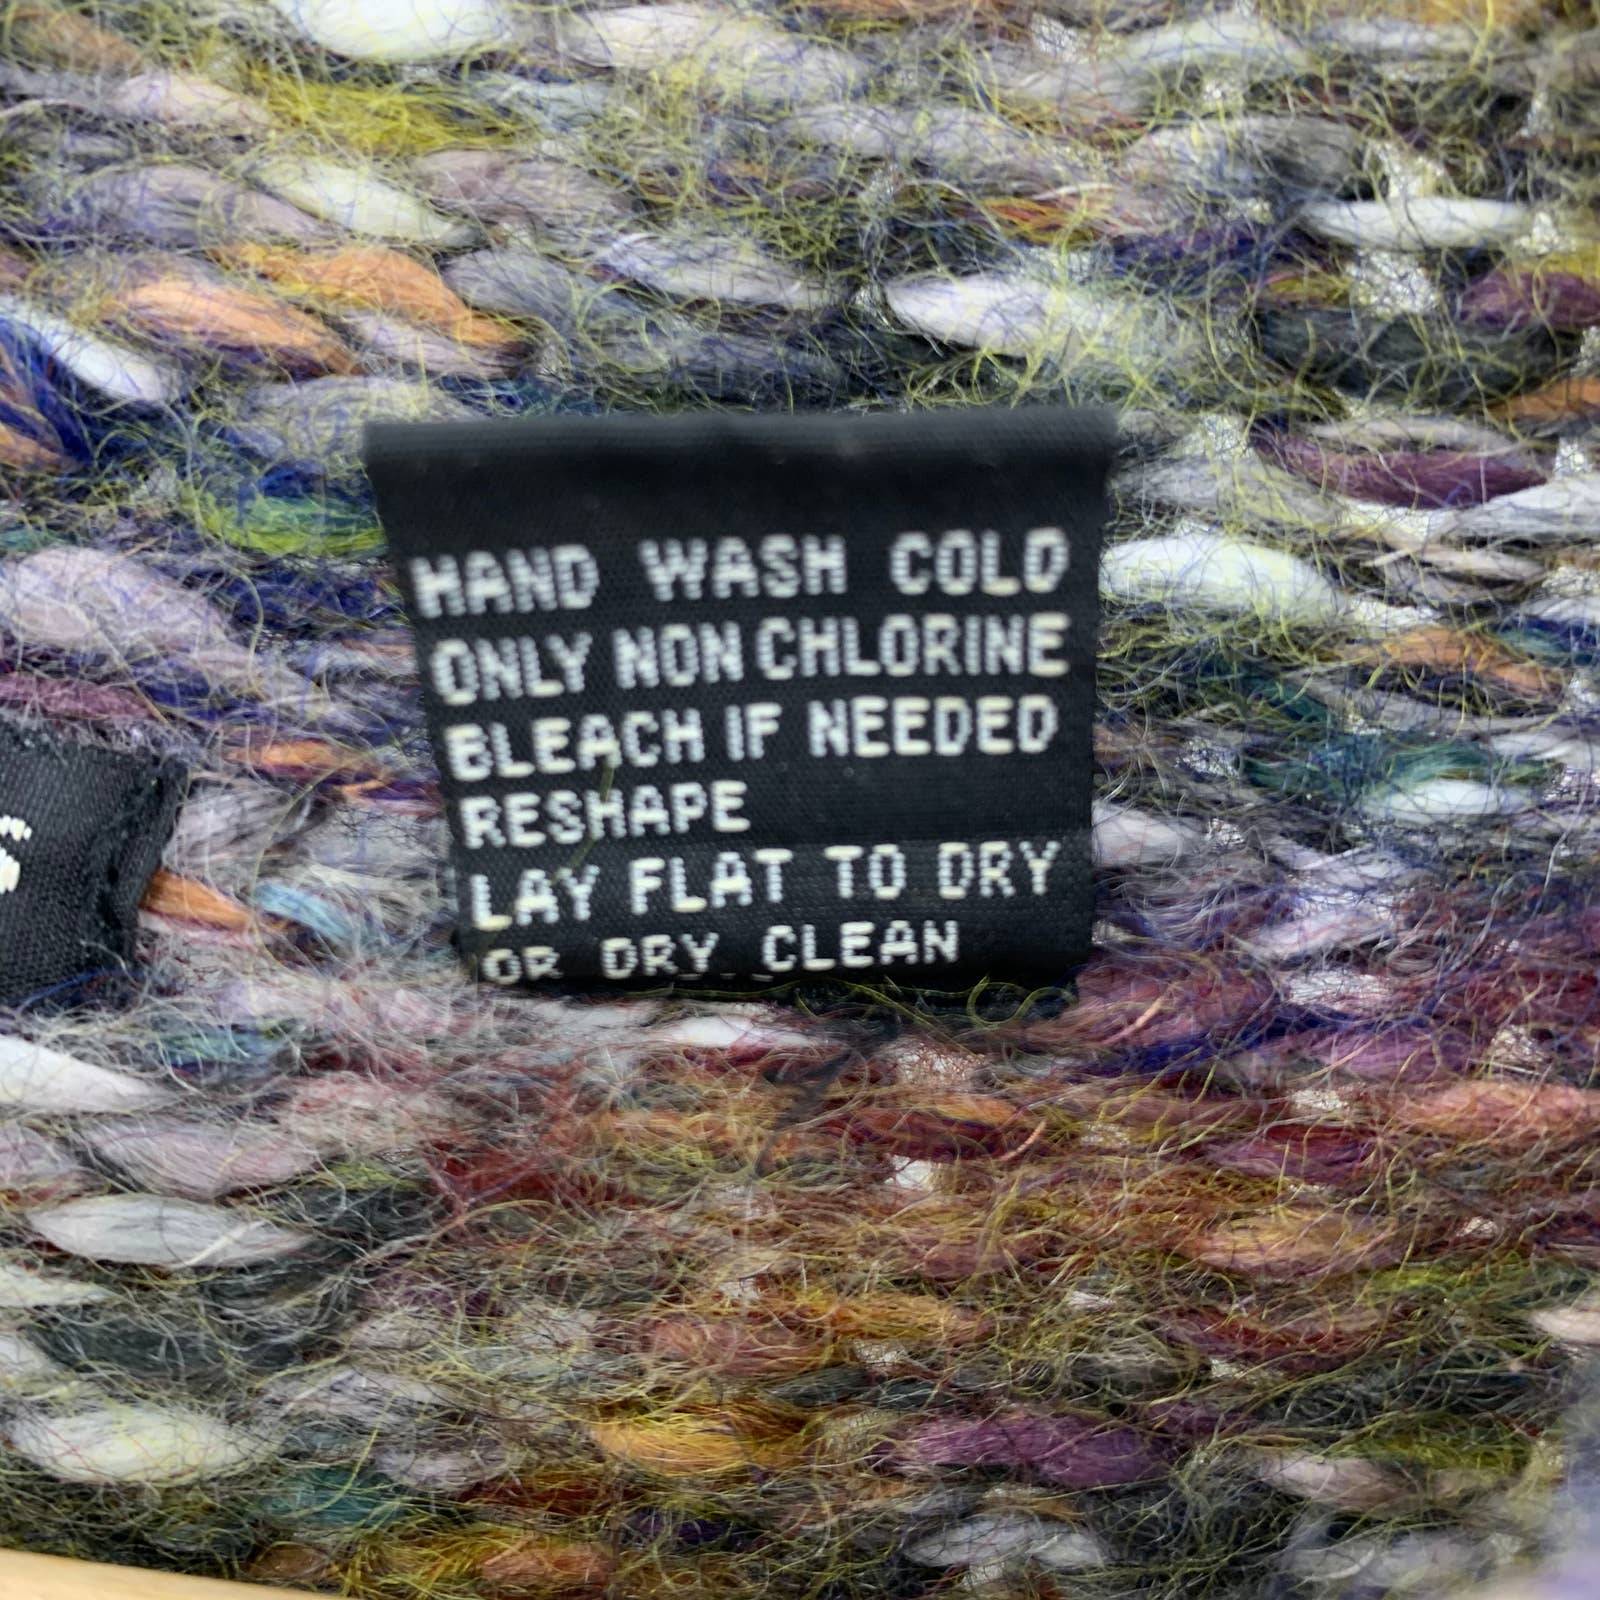 HAND WASH COLD
ONLY NON CHLORINE
BLEACH IF NEEDED
RESHAPE
LAY FLAT TO DRY
OR DRY CLEAN